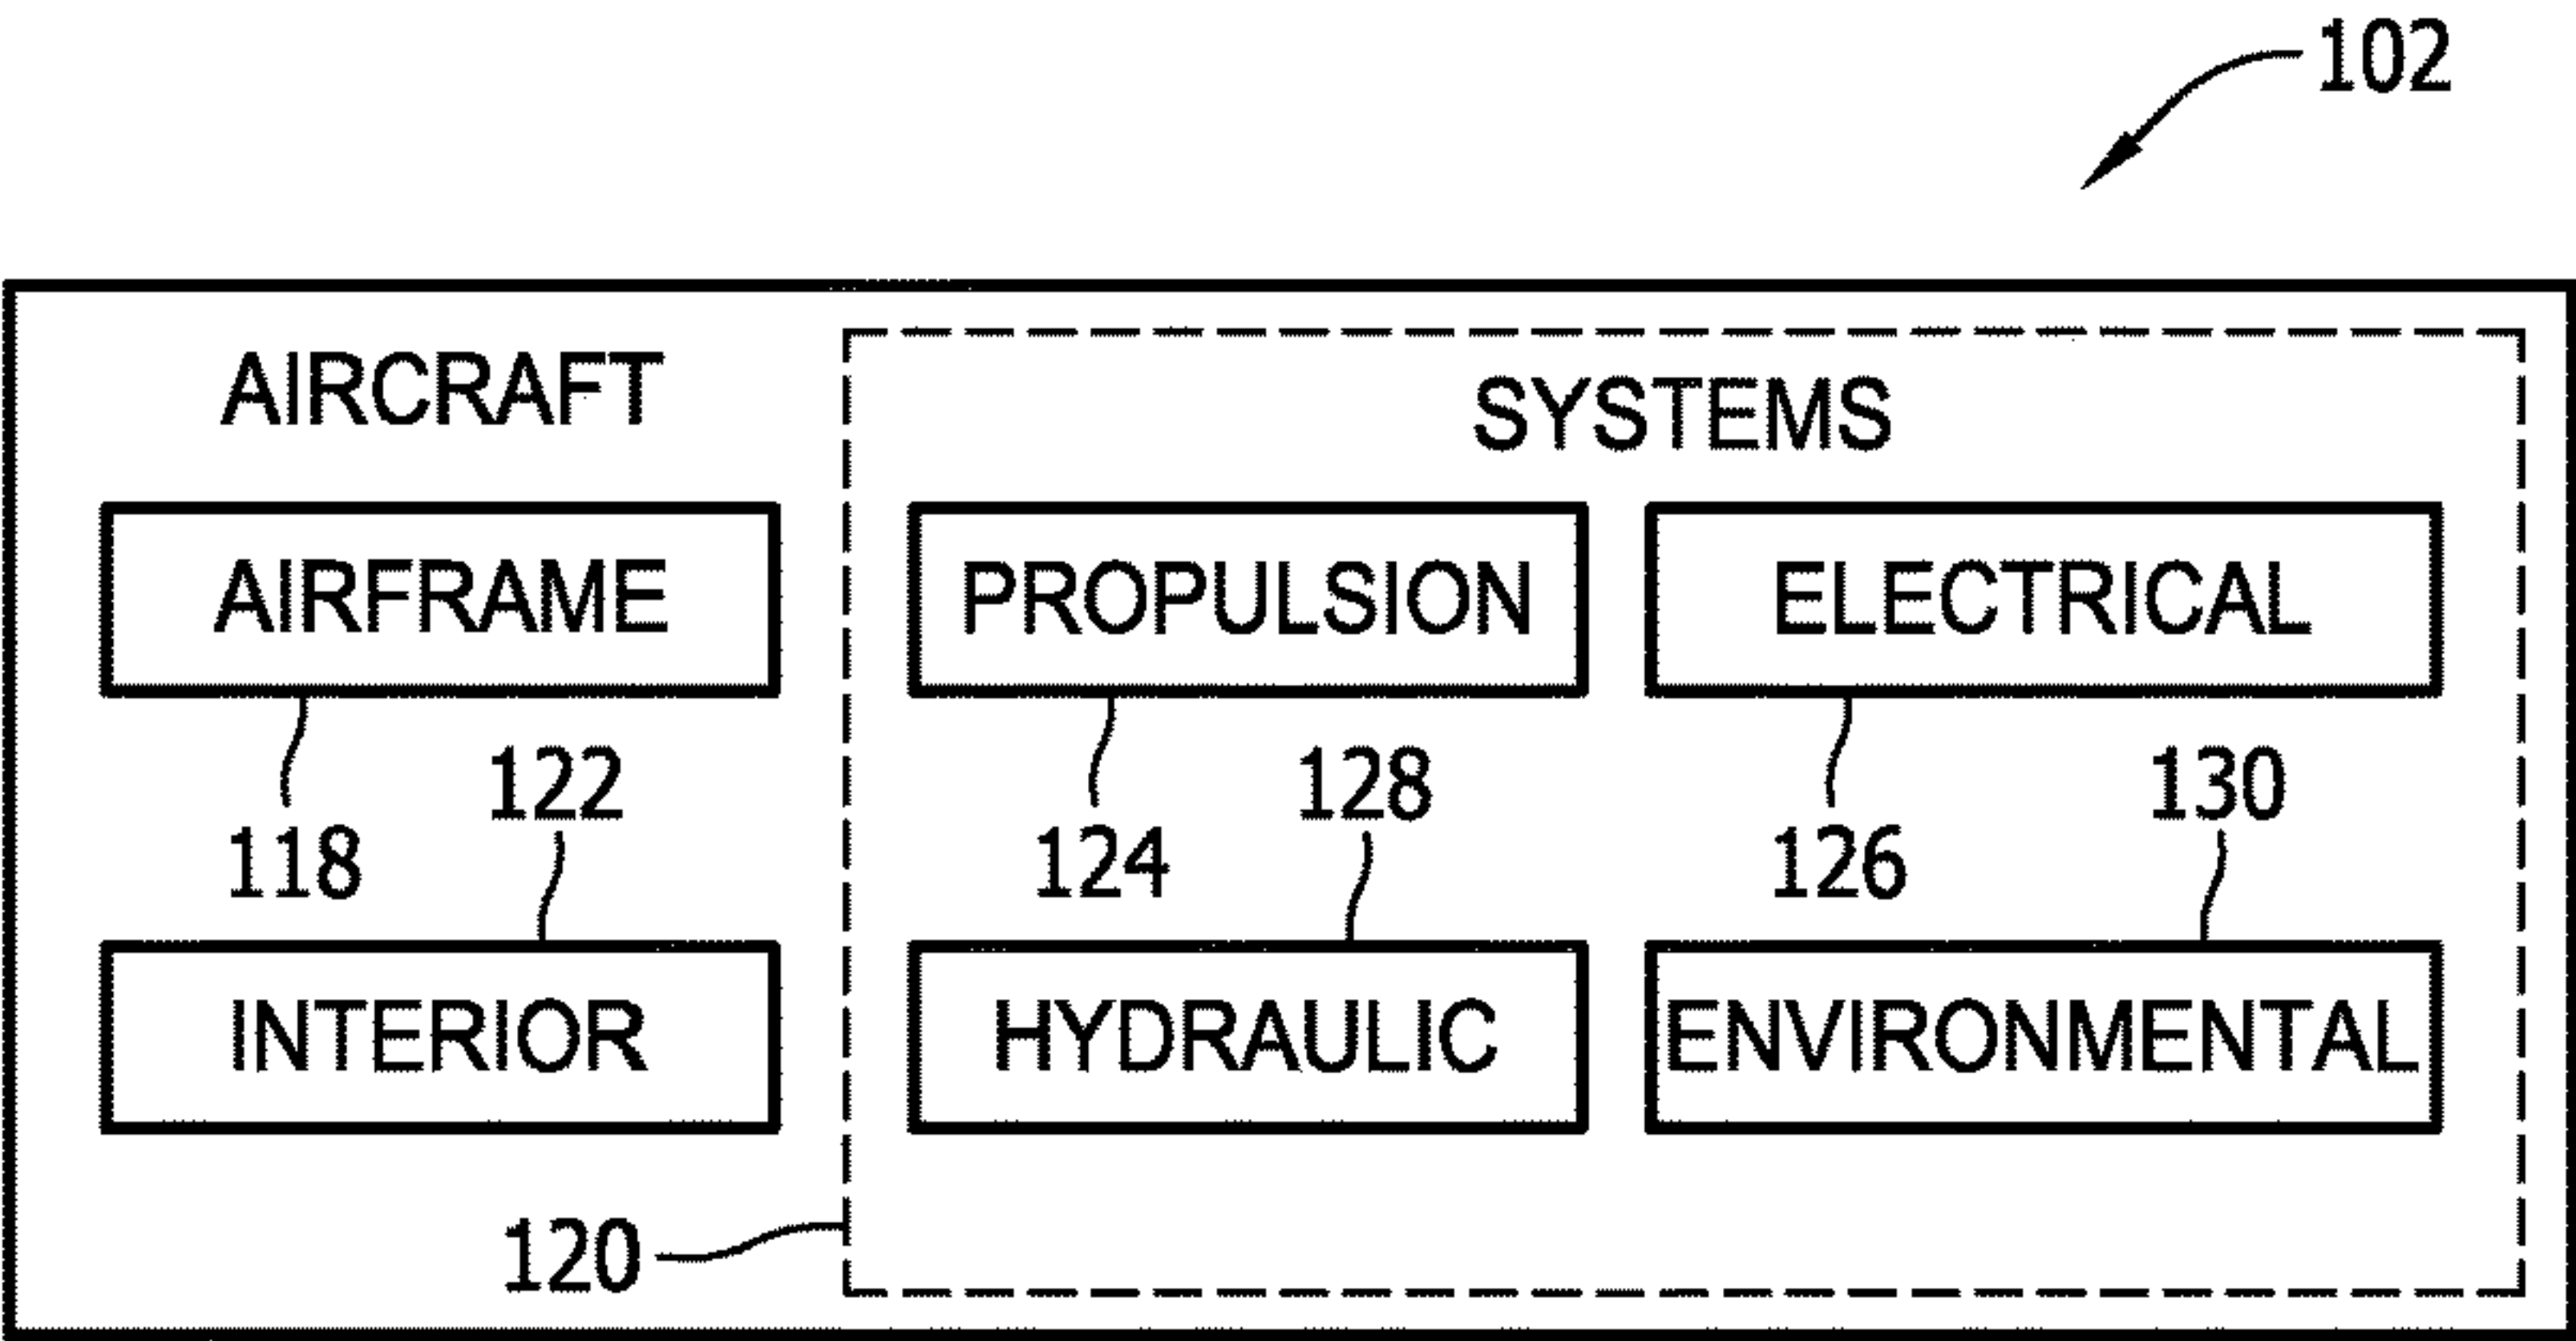 102
AIRCRAFT
SYSTEMS
AIRFRAME
PROPULSION
ELECTRICAL
122
128
130
118
124
126
INTERIOR
HYDRAULIC
ENVIRONMENTAL
120